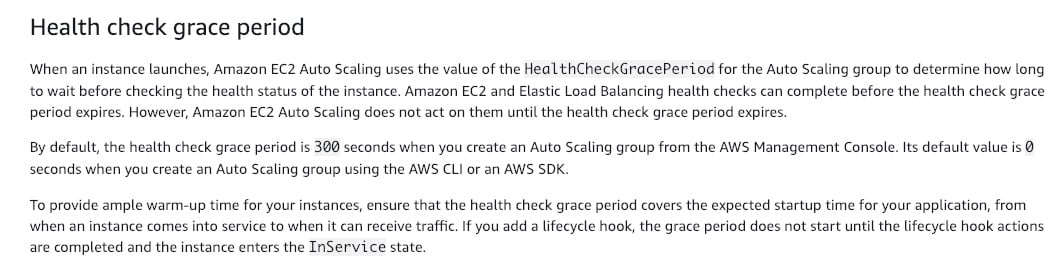 Health check grace period
When an instance launches, Amazon EC2 Auto Scaling uses the value of the HealthCheckGracePeriod for the Auto Scaling group to determine how long
to wait before checking the health status of the instance. Amazon EC2 and Elastic Load Balancing health checks can complete before the health check grace
period expires. However, Amazon EC2 Auto Scaling does not act on them until the health check grace period expires.
By default, the health check grace period is 300 seconds when you create an Auto Scaling group from the AWS Management Console. Its default value is 0
seconds when you create an Auto Scaling group using the AWS CLI or an AWS SDK.
To provide ample warm-up time for your instances, ensure that the health check grace period covers the expected startup time for your application, from
when an instance comes into service to when it can receive traffic. If you add a lifecycle hook, the grace period does not start until the lifecycle hook actions
are completed and the instance enters the InService state.